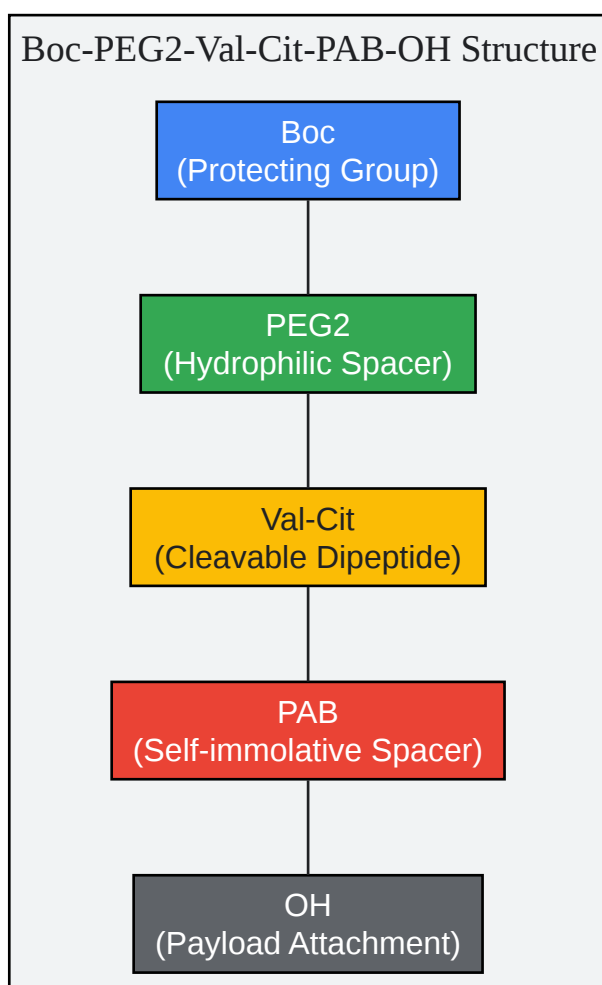 Boc-PEG2-Val-Cit-PAB-OH Structure
Boc
(Protecting Group)
PEG2
(Hydrophilic Spacer)
Val-Cit
(Cleavable Dipeptide)
PAB
(Self-immolative Spacer)
OH
(Payload Attachment)